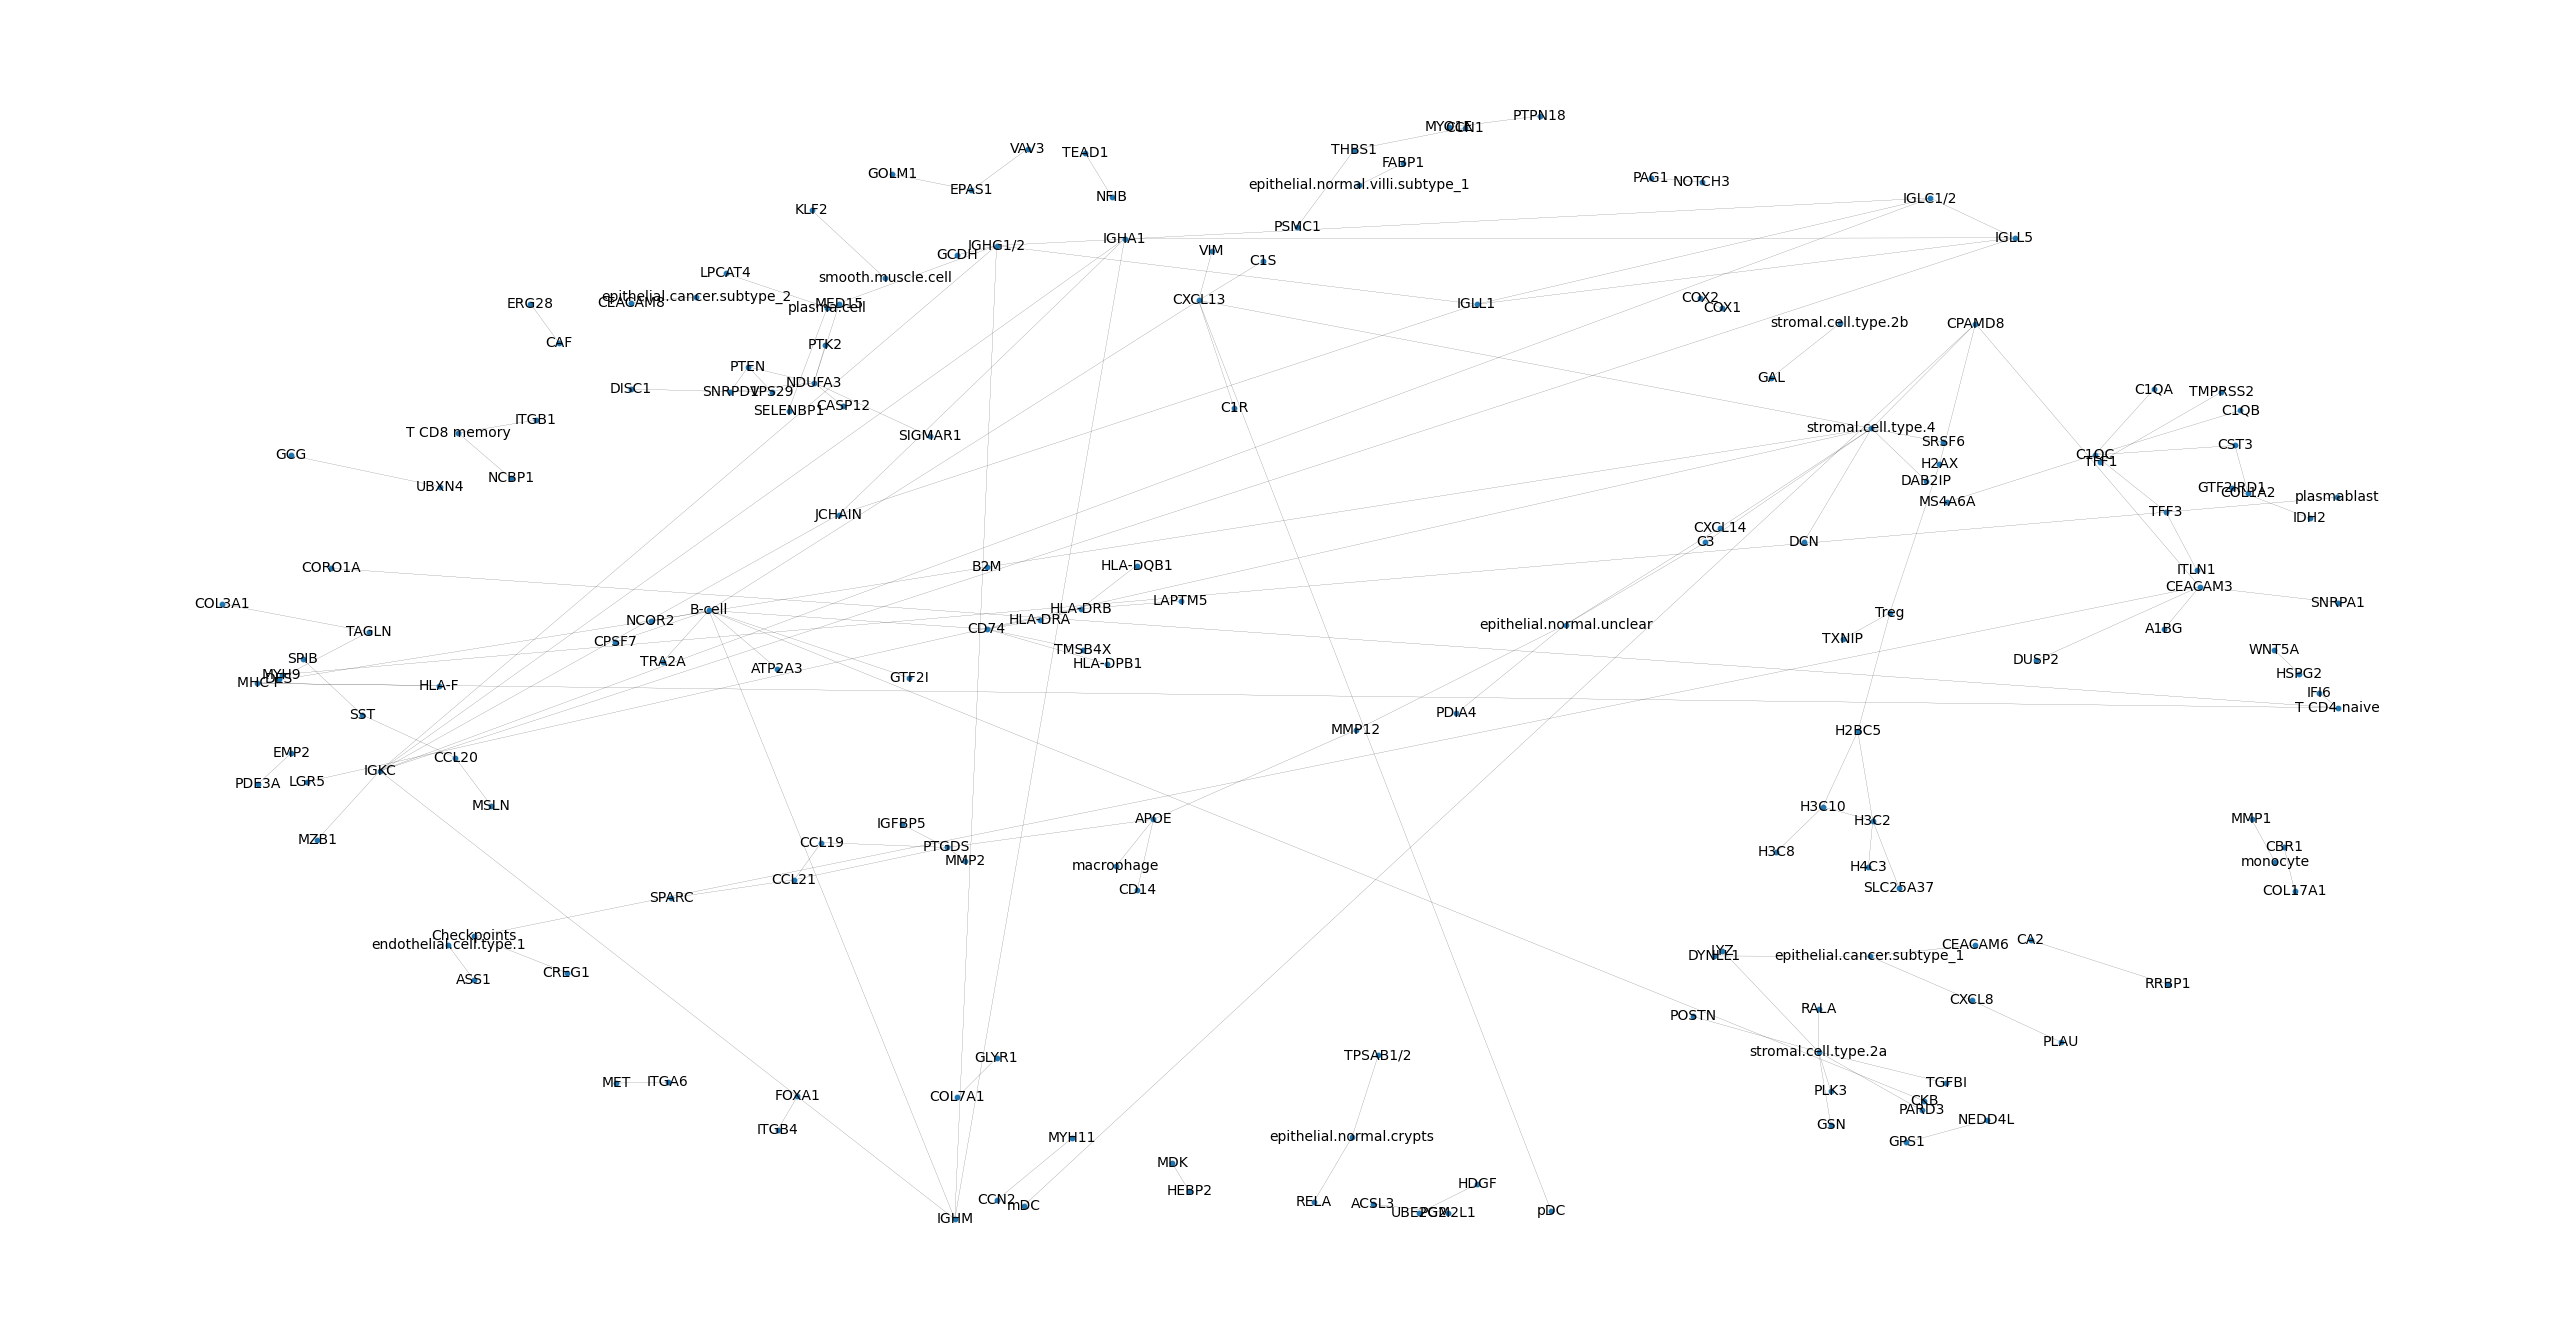 PTPN18
MYO1E
CCN1
VAV3
TEAD1
THBS1
FABP1
GOLM1
EPAS1
epithelial.normal.villi.subtype_1
PAG1
NOTCH3
NFIB
IGLC1/2
KLF2
PSMC1
IGHG1/2
IGHA1
IGLL5
GCDH
VIM
C1S
LPCAT4
smooth.muscle.cell
epithelial.cancer.subtype_2
CEACAM8
ERG28
MED15
plasma.cell
CXCL13
IGLL1
COX2
COX1
stromal.cell.type.2b
CPAMD8
CAF
PTK2
PTEN
NDUFA3
GAL
DISC1
SNRPD1
VPS29
C1QA
TMPRSS2
SELENBP1
CASP12
C1R
C1QB
ITGB1
T CD8 memory
SIGMAR1
stromal.cell.type.4
SRSF6
CST3
GCG
C1QC
TRF1
H2AX
NCBP1
UBXN4
DAB2IP
GTF2IRD1
COL1A2
plasmablast
MS4A6A
JCHAIN
TFF3
IDH2
CXCL14
C3
DCN
CORO1A
B2M
HLA-DQB1
ITLN1
CEACAM3
COL3A1
B-cell
HLA-DRB
LAPTM5
SNRPA1
NCOR2
HLA-DRA
Treg
TAGLN
CD74
epithelial.normal.unclear
A1BG
CPSF7
TXNIP
TMSB4X
WNT5A
SPIB
TRA2A
HLA-DPB1
DUSP2
ATP2A3
MYH9
DES
MHC I
HLA-F
GTF2I
HSPG2
IFI6
T CD4 naive
SST
PDIA4
MMP12
H2BC5
EMP2
CCL20
PDE3A
LGR5
IGKC
MSLN
H3C10
H3C2
MMP1
IGFBP5
APOE
MZB1
CCL19
PTGDS
MMP2
H3C8
CBR1
monocyte
macrophage
H4C3
CCL21
CD14
SLC25A37
COL17A1
SPARC
Checkpoints
endothelial.cell.type.1
CEACAM6
CA2
LYZ
DYNLL1
epithelial.cancer.subtype_1
ASS1
CREG1
RRBP1
CXCL8
RALA
POSTN
PLAU
GLYR1
TPSAB1/2
stromal.cell.type.2a
MET
ITGA6
TGFBI
FOXA1
COL7A1
PLK3
CKB
PARD3
ITGB4
GSN
NEDD4L
MYH11
epithelial.normal.crypts
GPS1
MDK
HEBP2
HDGF
CCN2
mDC
RELA
ACSL3
PGM2L1
pDC
IGHM